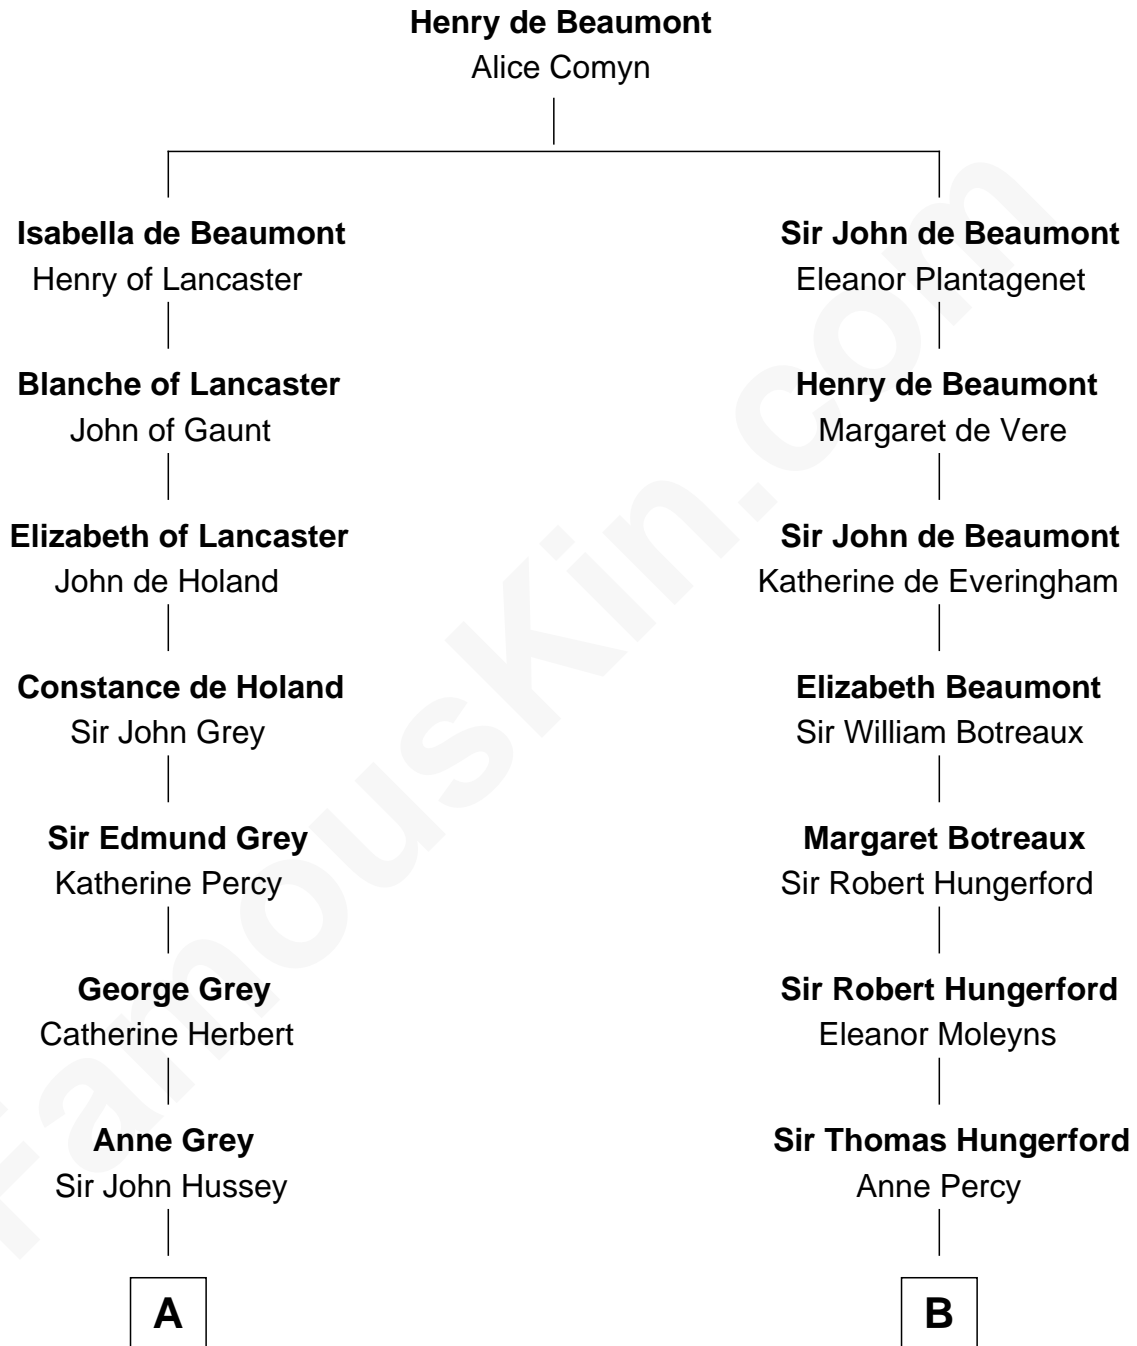 Henry de Beaumont
Alice Comyn
Isabella de Beaumont
Henry of Lancaster
Sir John de Beaumont
Eleanor Plantagenet
Blanche of Lancaster
John of Gaunt
Henry de Beaumont
Margaret de Vere
Elizabeth of Lancaster
John de Holand
Sir John de Beaumont
Katherine de Everingham
Constance de Holand
Sir John Grey
Elizabeth Beaumont
Sir William Botreaux
Sir Edmund Grey
Katherine Percy
Margaret Botreaux
Sir Robert Hungerford
George Grey
Catherine Herbert
Sir Robert Hungerford
Eleanor Moleyns
Anne Grey
Sir John Hussey
Sir Thomas Hungerford
Anne Percy
A
B
FamousKin.com